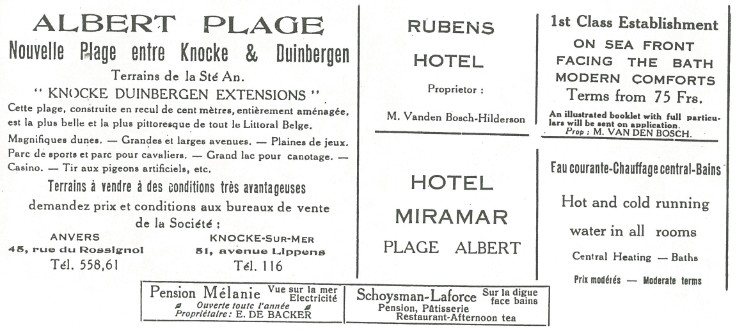 ALBERT PLAGE
Nouvelle Plage entre Knocke & Duinbergen
Terrains de la Sté An.
" KNOCKE DUINBERGEN EXTENSIONS "
Cette plage, construite en recul de cent mètres, entièrement aménagée,
est la plus belle et la plus pittoresque de tout le Littoral Belge.
Magnifiques dunes. — Grandes et larges avenues. — Plaines de jeux.
Parc de sports et parc pour cavaliers. — Grand lac pour canotage. —
Casino. — Tir aux pigeons artificiels, etc.
Terrains à vendre à des conditions très avantageuses
demandez prix et conditions aux bureaux de vente
de la Société :
ANVERS
45, rue du Rossignol
Tél. 558,61
KNOCKE-SUR-MER
51, avenue Lippens
Tél. 116
RUBENS
HOTEL
Proprietor :
M. Vanden Bosch-Hilderson
1st Class Establishment
ON SEA FRONT
FACING THE BATH
MODERN COMFORTS
Terms from 75 Frs.
An illustrated booklet with full particu-
lars will be sent on application.
Prop : M. VAN DEN BOSCH.
HOTEL
MIRAMAR
PLAGE ALBERT
Eau courante-Chauffage central-Bains
Hot and cold running
water in all rooms
Central Heating — Baths
Prix modérés — Moderate terms
Pension Mélanie Vue sur la mer
Electricité
Ouverte toute l'année
Propriétaire : E. DE BACKER
Schoysman-Laforce Sur la digue
face bains
Pension, Pâtisserie
Restaurant-Afternoon tea